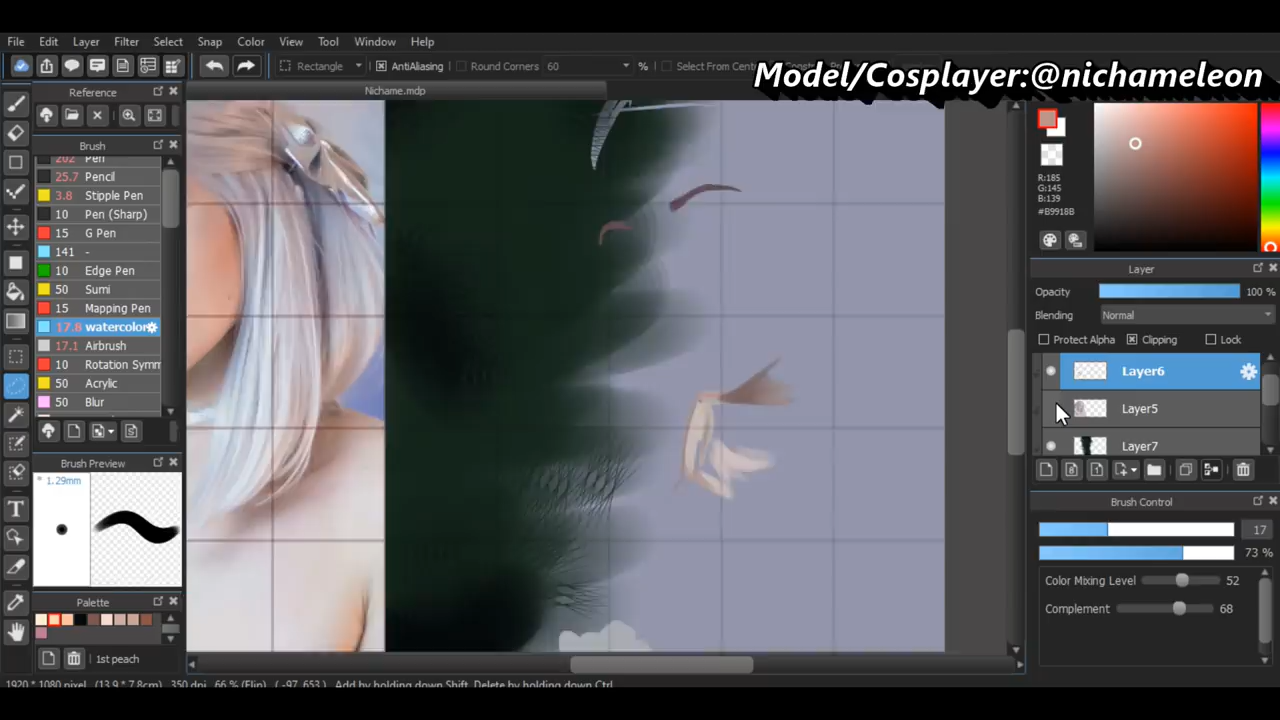 File Edit Layer Filter Select Snap Color View Tool Window Help
Rectangle AntiAliasing Round Corners 60 % Select From Center
Model/Cosplayer:@nichameleon
Reference
Nichame.mdp
Brush
202 Pen
25.7 Pencil
3.8 Stipple Pen
10 Pen (Sharp)
15 G Pen
141 -
10 Edge Pen
50 Sumi
15 Mapping Pen
17.8 watercolor
17.1 Airbrush
10 Rotation Symm
50 Acrylic
50 Blur
Brush Preview
1.29mm
Palette
1st peach
R:185
G:145
B:139
#B9918B
Layer
Opacity 100 %
Blending Normal
Protect Alpha Clipping Lock
Layer6
Layer5
Layer7
Brush Control
17
73 %
Color Mixing Level 52
Complement 68
1920 * 1080 pixel (13.9 * 7.8cm) 350 dpi 66 % (Flip) ( -97, 653 ) Add by holding down Shift, Delete by holding down Ctrl